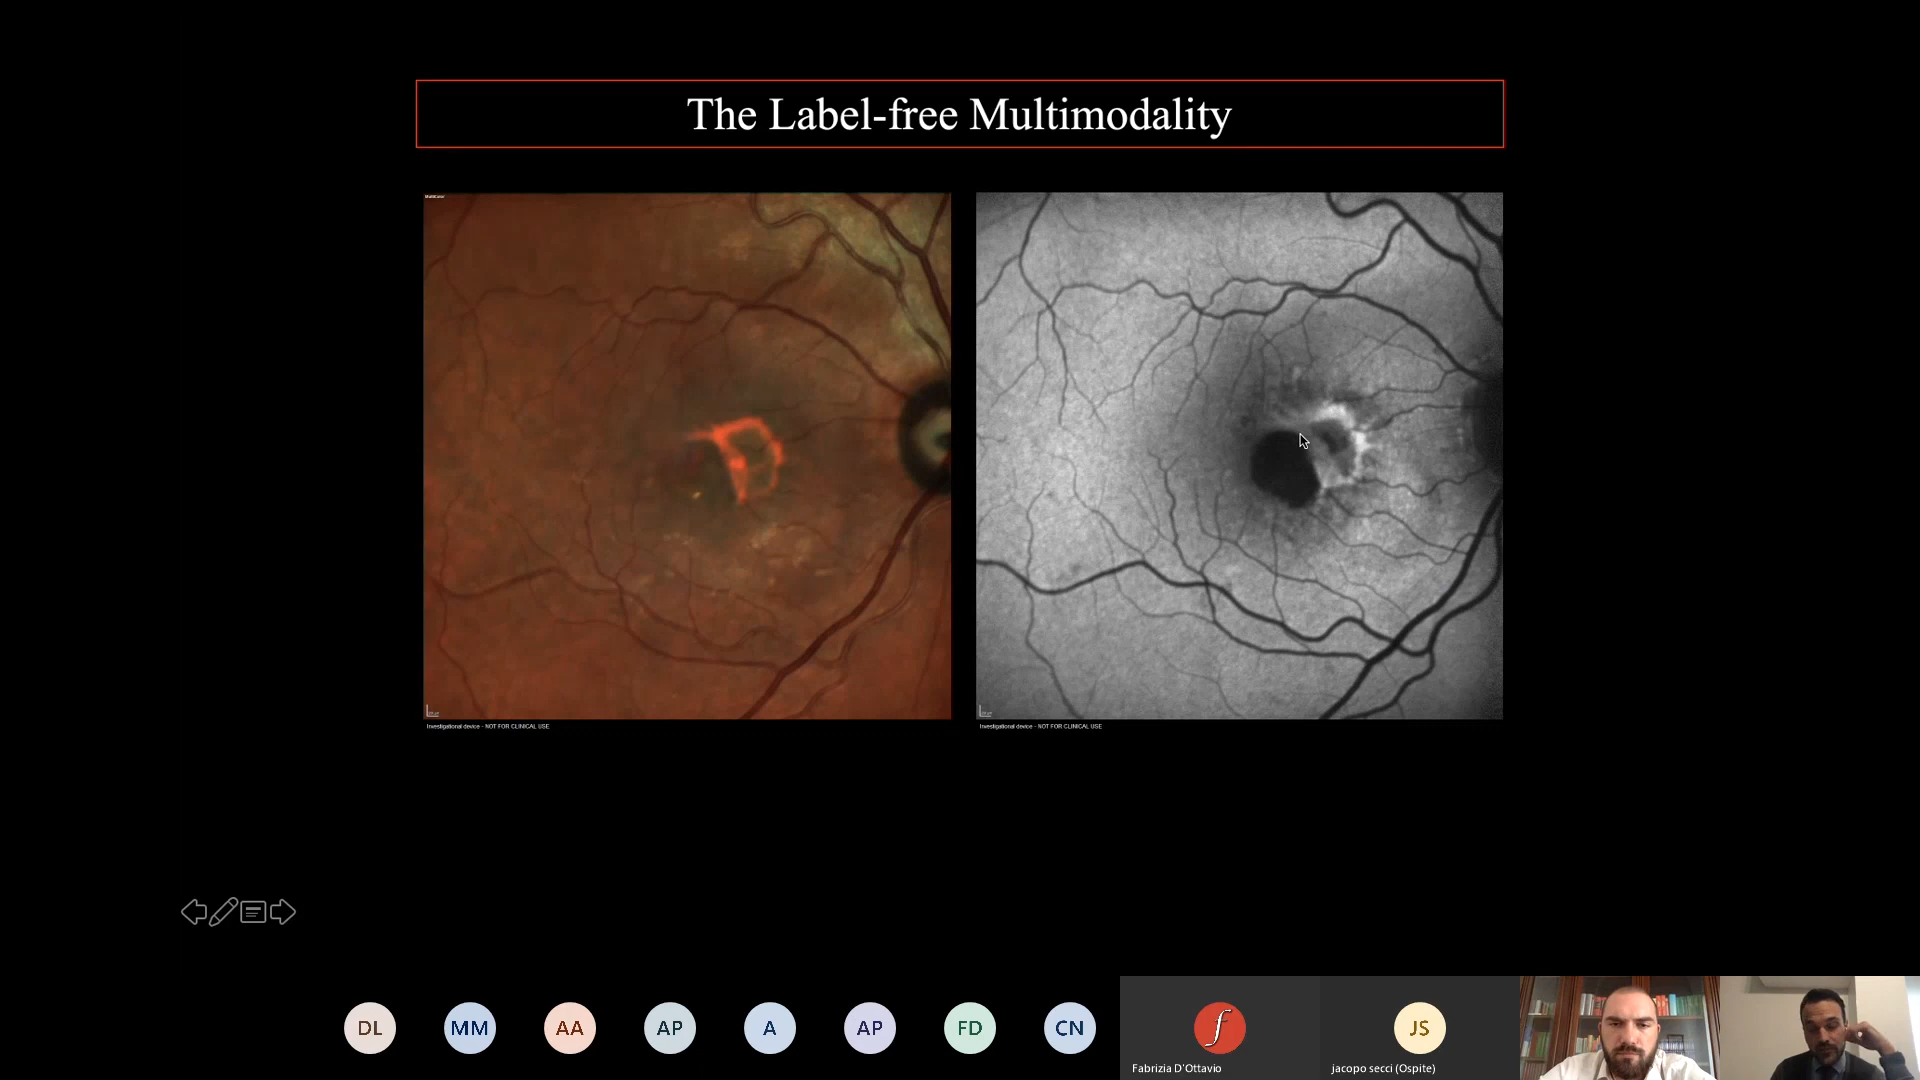 The Label-free Multimodality
MultiColor
Investigational device - NOT FOR CLINICAL USE
Investigational device - NOT FOR CLINICAL USE
DL
MM
AA
AP
A
AP
FD
CN
f
JS
Fabrizia D'Ottavio
jacopo secci (Ospite)